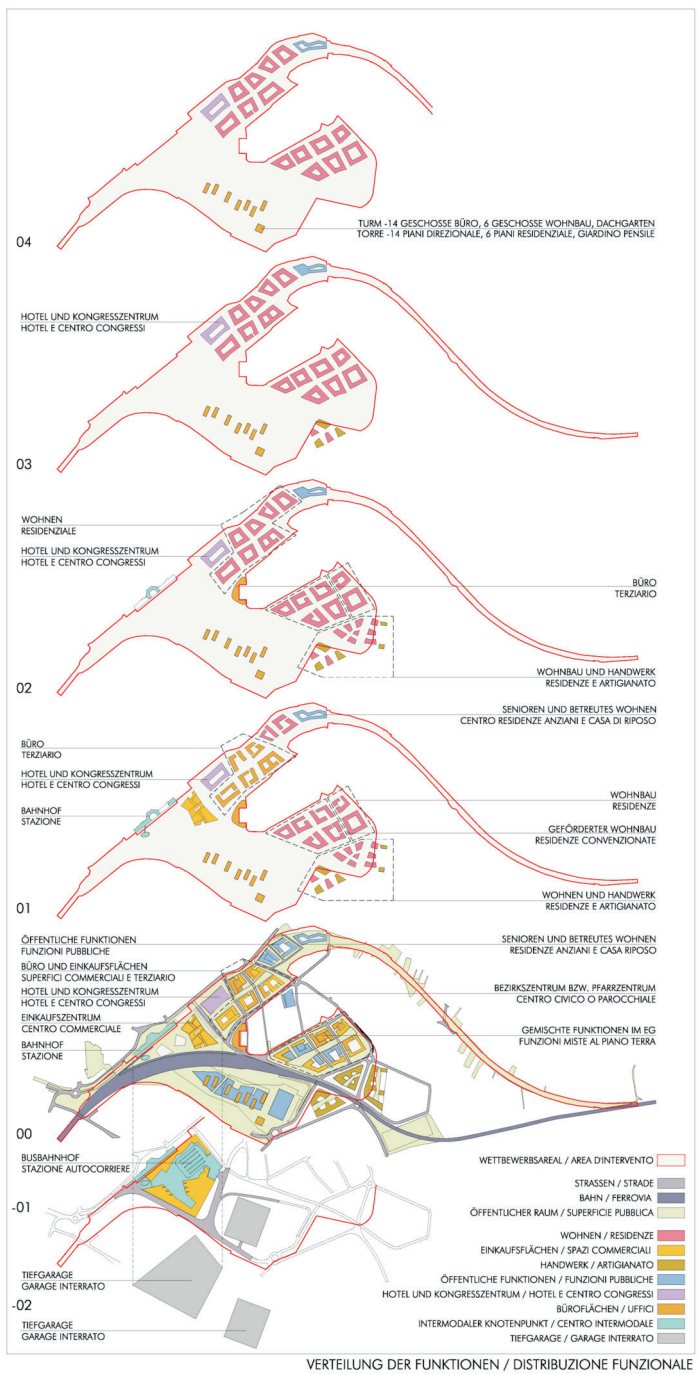 TURM -14 GESCHOSSE BÜRO, 6 GESCHOSSE WOHNBAU, DACHGARTEN
TORRE -14 PIANI DIREZIONALE, 6 PIANI RESIDENZIALE, GIARDINO PENSILE
04
HOTEL UND KONGRESSZENTRUM
HOTEL E CENTRO CONGRESSI
03
WOHNEN
RESIDENZIALE
HOTEL UND KONGRESSZENTRUM
HOTEL E CENTRO CONGRESSI
BÜRO
TERZIARIO
WOHNBAU UND HANDWERK
RESIDENZE E ARTIGIANATO
02
SENIOREN UND BETREUTES WOHNEN
CENTRO RESIDENZE ANZIANI E CASA DI RIPOSO
BÜRO
TERZIARIO
HOTEL UND KONGRESSZENTRUM
HOTEL E CENTRO CONGRESSI
BAHNHOF
STAZIONE
WOHNBAU
RESIDENZE
GEFÖRDERTER WOHNBAU
RESIDENZE CONVENZIONATE
WOHNEN UND HANDWERK
RESIDENZE E ARTIGIANATO
01
ÖFFENTLICHE FUNKTIONEN
FUNZIONI PUBBLICHE
BÜRO UND EINKAUFSFLÄCHEN
SUPERFICI COMMERCIALI E TERZIARIO
HOTEL UND KONGRESSZENTRUM
HOTEL E CENTRO CONGRESSI
EINKAUFSZENTRUM
CENTRO COMMERCIALE
BAHNHOF
STAZIONE
SENIOREN UND BETREUTES WOHNEN
RESIDENZE ANZIANI E CASA RIPOSO
BEZIRKSZENTRUM BZW. PFARRZENTRUM
CENTRO CIVICO O PAROCCHIALE
GEMISCHTE FUNKTIONEN IM EG
FUNZIONI MISTE AL PIANO TERRA
00
BUSBAHNHOF
STAZIONE AUTOCORRIERE
-01
TIEFGARAGE
GARAGE INTERRATO
-02
TIEFGARAGE
GARAGE INTERRATO
WETTBEWERBSAREAL / AREA D'INTERVENTO
STRASSEN / STRADE
BAHN / FERROVIA
ÖFFENTLICHER RAUM / SUPERFICIE PUBBLICA
WOHNEN / RESIDENZE
EINKAUFSFLÄCHEN / SPAZI COMMERCIALI
HANDWERK / ARTIGIANATO
ÖFFENTLICHE FUNKTIONEN / FUNZIONI PUBBLICHE
HOTEL UND KONGRESSZENTRUM / HOTEL E CENTRO CONGRESSI
BÜROFLÄCHEN / UFFICI
INTERMODALER KNOTENPUNKT / CENTRO INTERMODALE
TIEFGARAGE / GARAGE INTERRATO
VERTEILUNG DER FUNKTIONEN / DISTRIBUZIONE FUNZIONALE